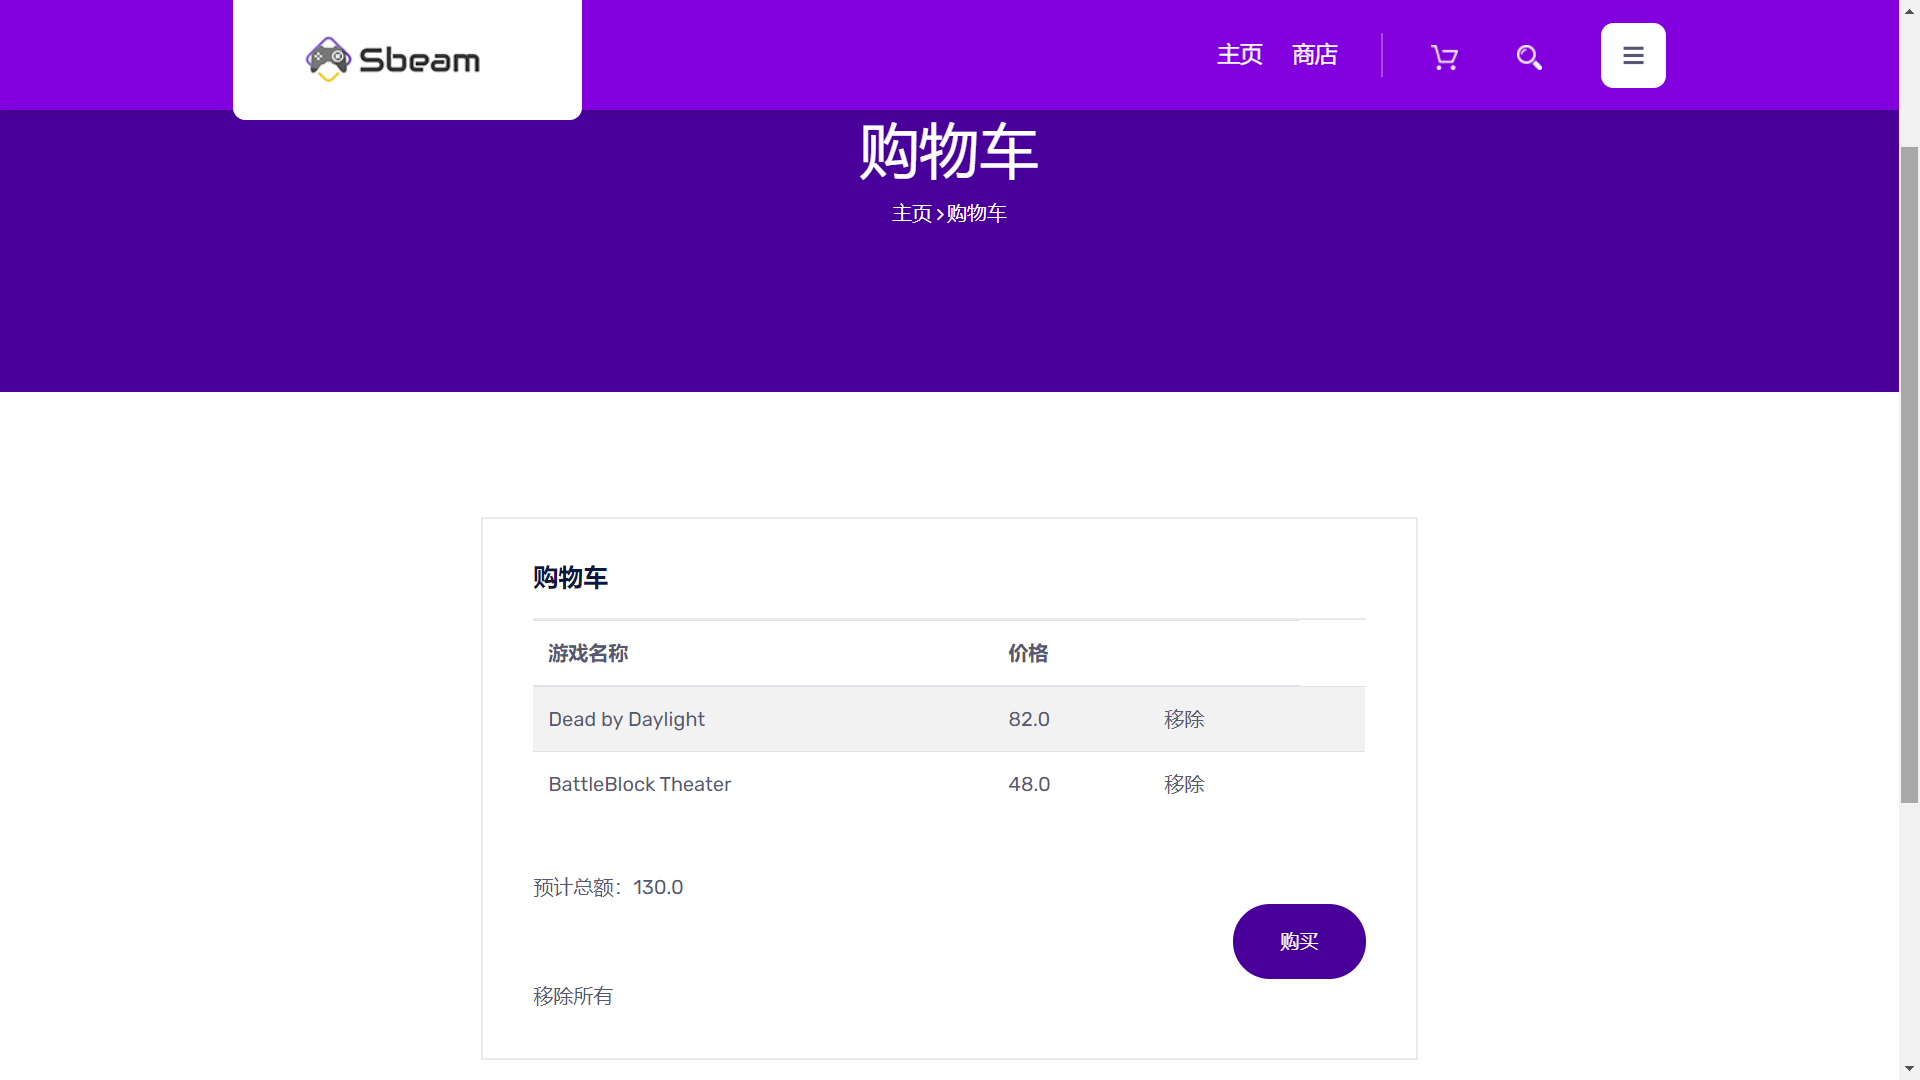 Sbeam
主页 商店
购物车
主页 > 购物车
购物车
游戏名称 价格
Dead by Daylight 82.0 移除
BattleBlock Theater 48.0 移除
预计总额：130.0
购买
移除所有